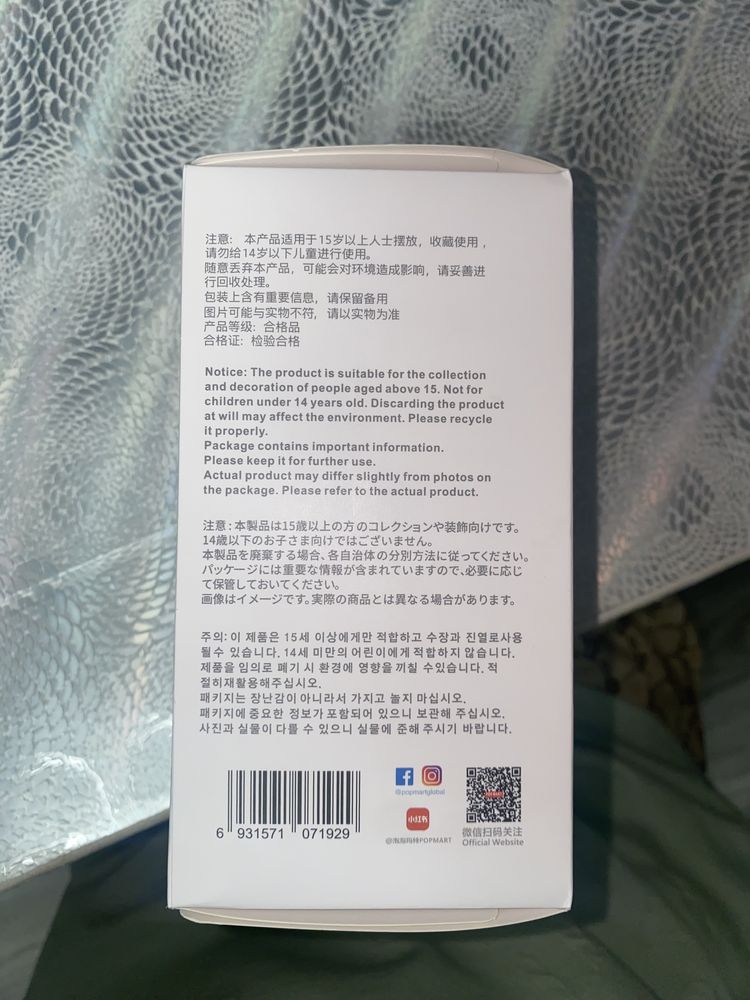 注意： 本产品适用于15岁以上人士摆放，收藏使用，
请勿给14岁以下儿童进行使用。
随意丢弃本产品，可能会对环境造成影响，请妥善进
行回收处理。
包装上含有重要信息，请保留备用
图片可能与实物不符，请以实物为准
产品等级: 合格品
合格证: 检验合格
Notice: The product is suitable for the collection
and decoration of people aged above 15. Not for
children under 14 years old. Discarding the product
at will may affect the environment. Please recycle
it properly.
Package contains important information.
Please keep it for further use.
Actual product may differ slightly from photos on
the package. Please refer to the actual product.
注意：本製品は15歳以上の方のコレクションや装飾向けです。
14歳以下のお子さま向けではございません。
本製品を廃棄する場合、各自治体の分別方法に従ってください。
パッケージには重要な情報が含まれていますので、必要に応じ
て保管しておいてください。
画像はイメージです。実際の商品とは異なる場合があります。
주의: 이 제품은 15세 이상에게만 적합하고 수장과 진열로사용
될수 있습니다. 14세 미만의 어린이에게 적합하지 않습니다.
제품을 임의로 폐기 시 환경에 영향을 끼칠 수있습니다. 적
절히재활용해주십시오.
패키지는 장난감이 아니라서 가지고 놀지 마십시오.
패키지에 중요한 정보가 포함되어 있으니 보관해 주십시오.
사진과 실물이 다를 수 있으니 실물에 준해 주시기 바랍니다.
6 931571 071929
@popmartglobal
小红书
@泡泡玛特POPMART
POP MART
微信扫码关注
Official Website